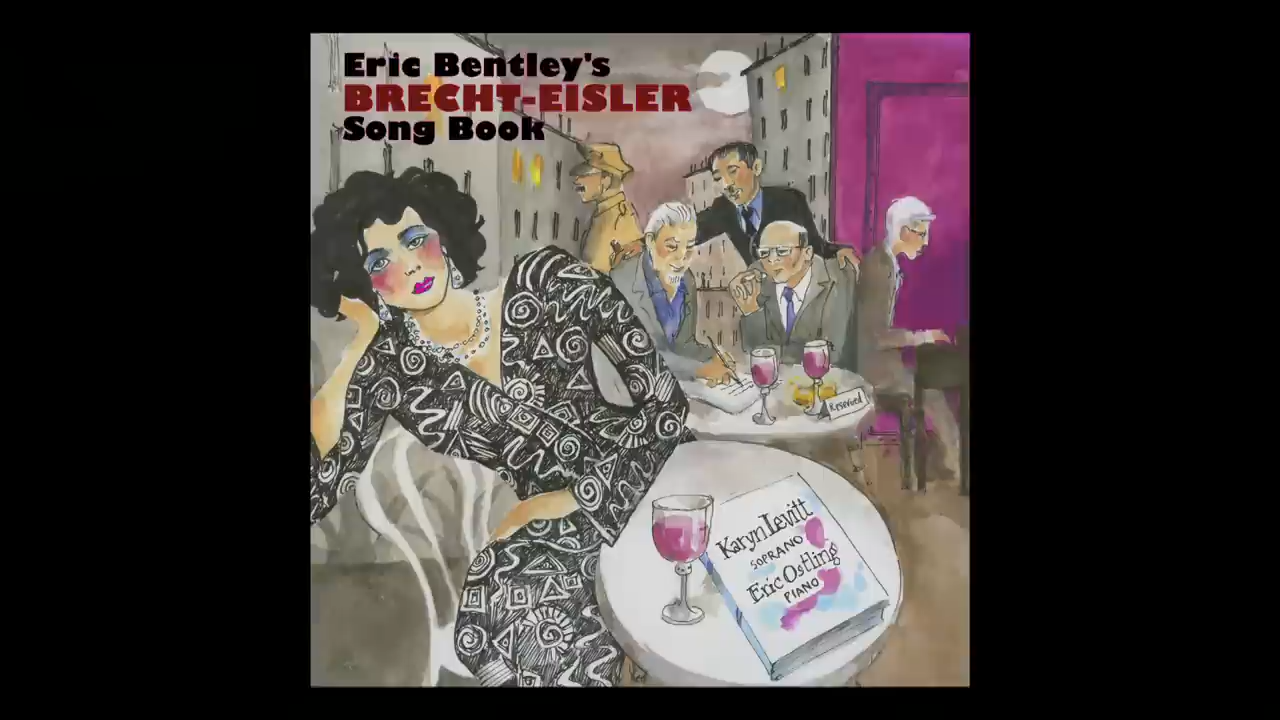 Eric Bentley's
BRECHT-EISLER
Song Book
Reserved
Karyn Levitt
SOPRANO
Eric Ostling
PIANO